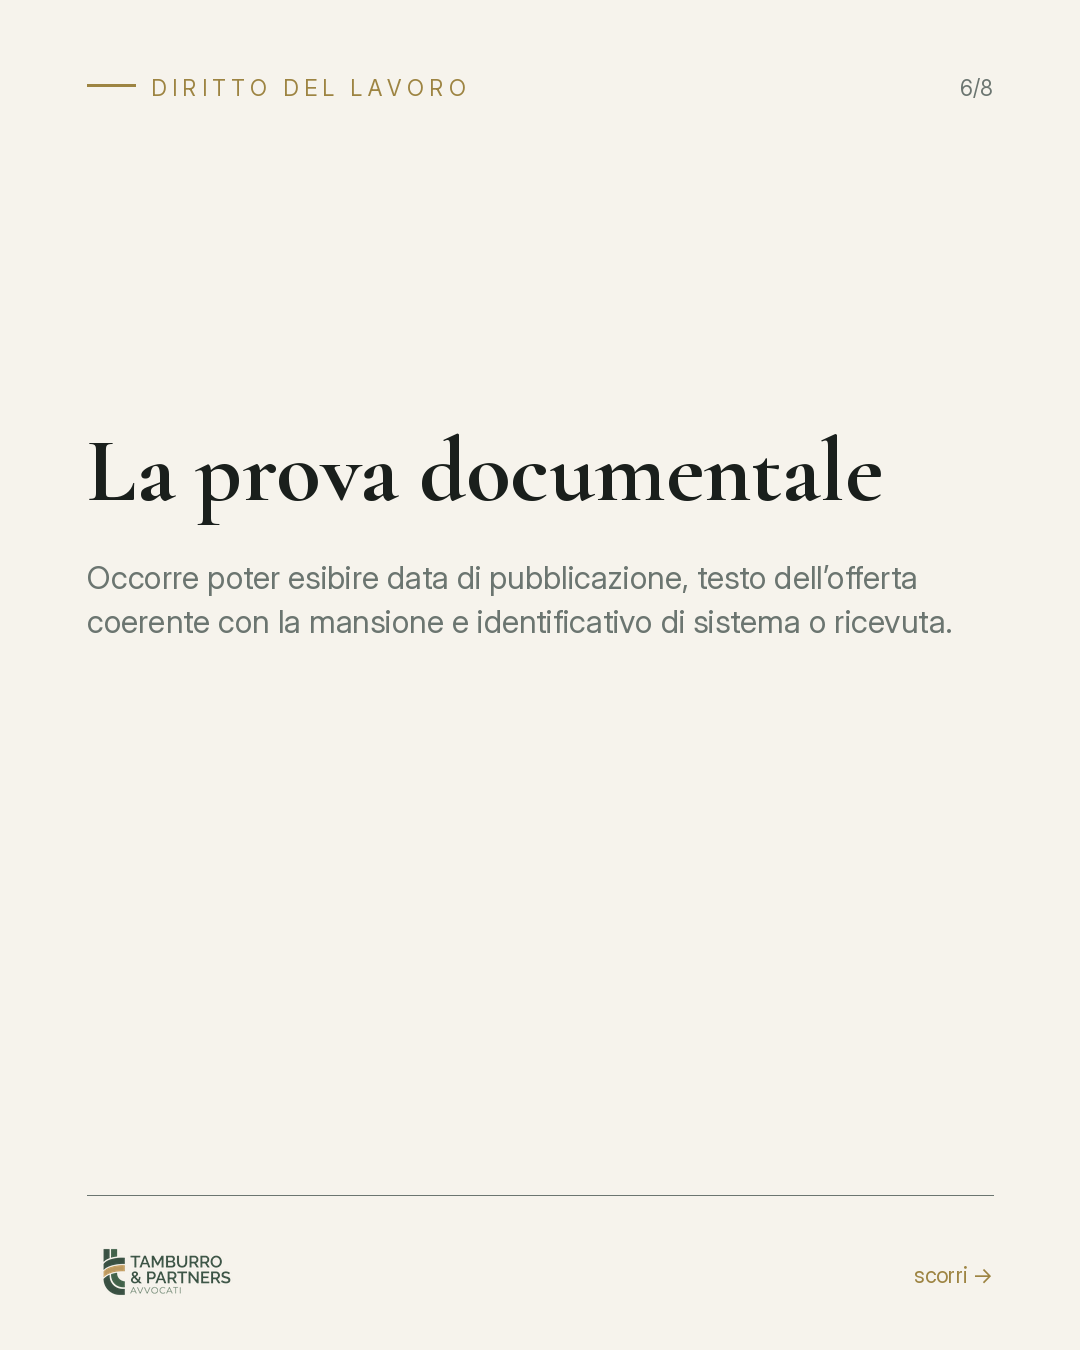 DIRITTO DEL LAVORO
6/8
La prova documentale
Occorre poter esibire data di pubblicazione, testo dell’offerta
coerente con la mansione e identificativo di sistema o ricevuta.
TAMBURRO
& PARTNERS
AVVOCATI
scorri →